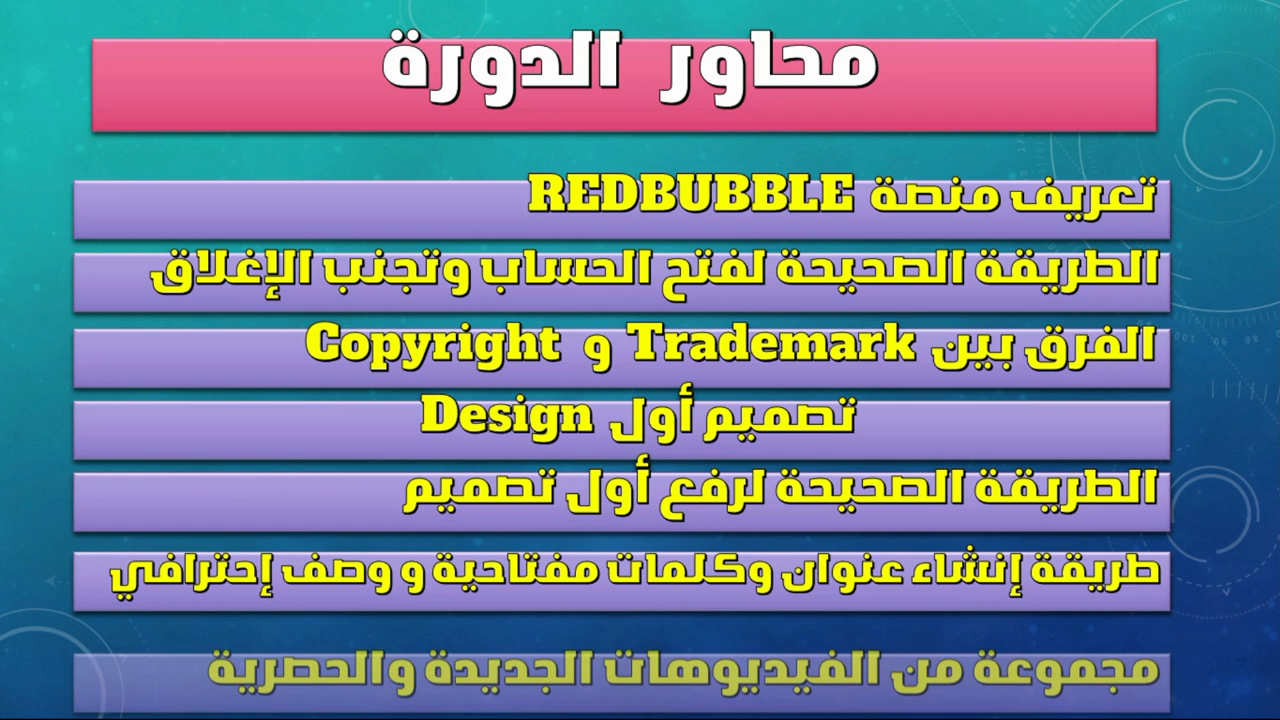 محاور الدورة
تعريف منصة REDBUBBLE
الطريقة الصحيحة لفتح الحساب وتجنب الإغلاق
الفرق بين Trademark و Copyright
تصميم أول Design
الطريقة الصحيحة لرفع أول تصميم
طريقة إنشاء عنوان وكلمات مفتاحية و وصف إحترافي
مجموعة من الفيديوهات الجديدة والحصرية